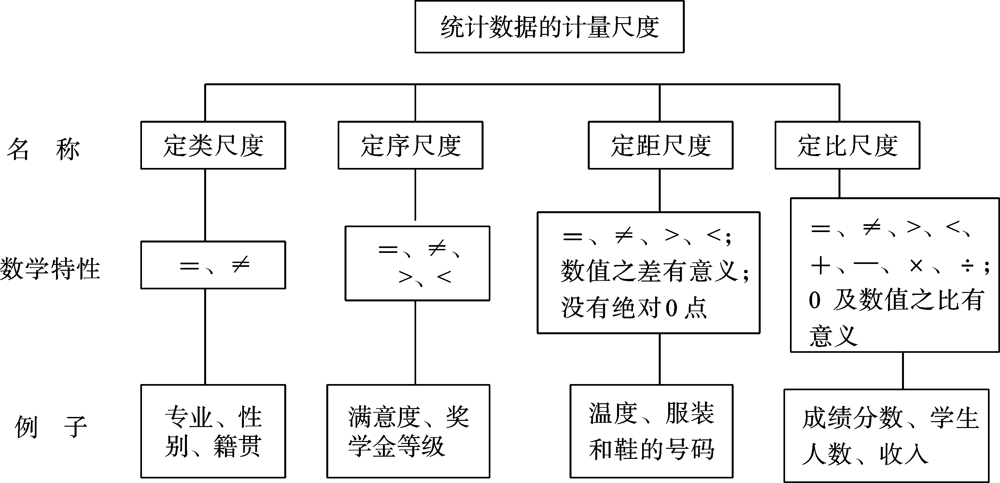 统计数据的计量尺度
名 称
定类尺度
定序尺度
定距尺度
定比尺度
数学特性
=、≠
=、≠、
>、<
=、≠、>、<;
数值之差有意义;
没有绝对0点
=、≠、>、<、
+、—、×、÷;
0 及数值之比有
意义
例 子
专业、性
别、籍贯
满意度、奖
学金等级
温度、服装
和鞋的号码
成绩分数、学生
人数、收入